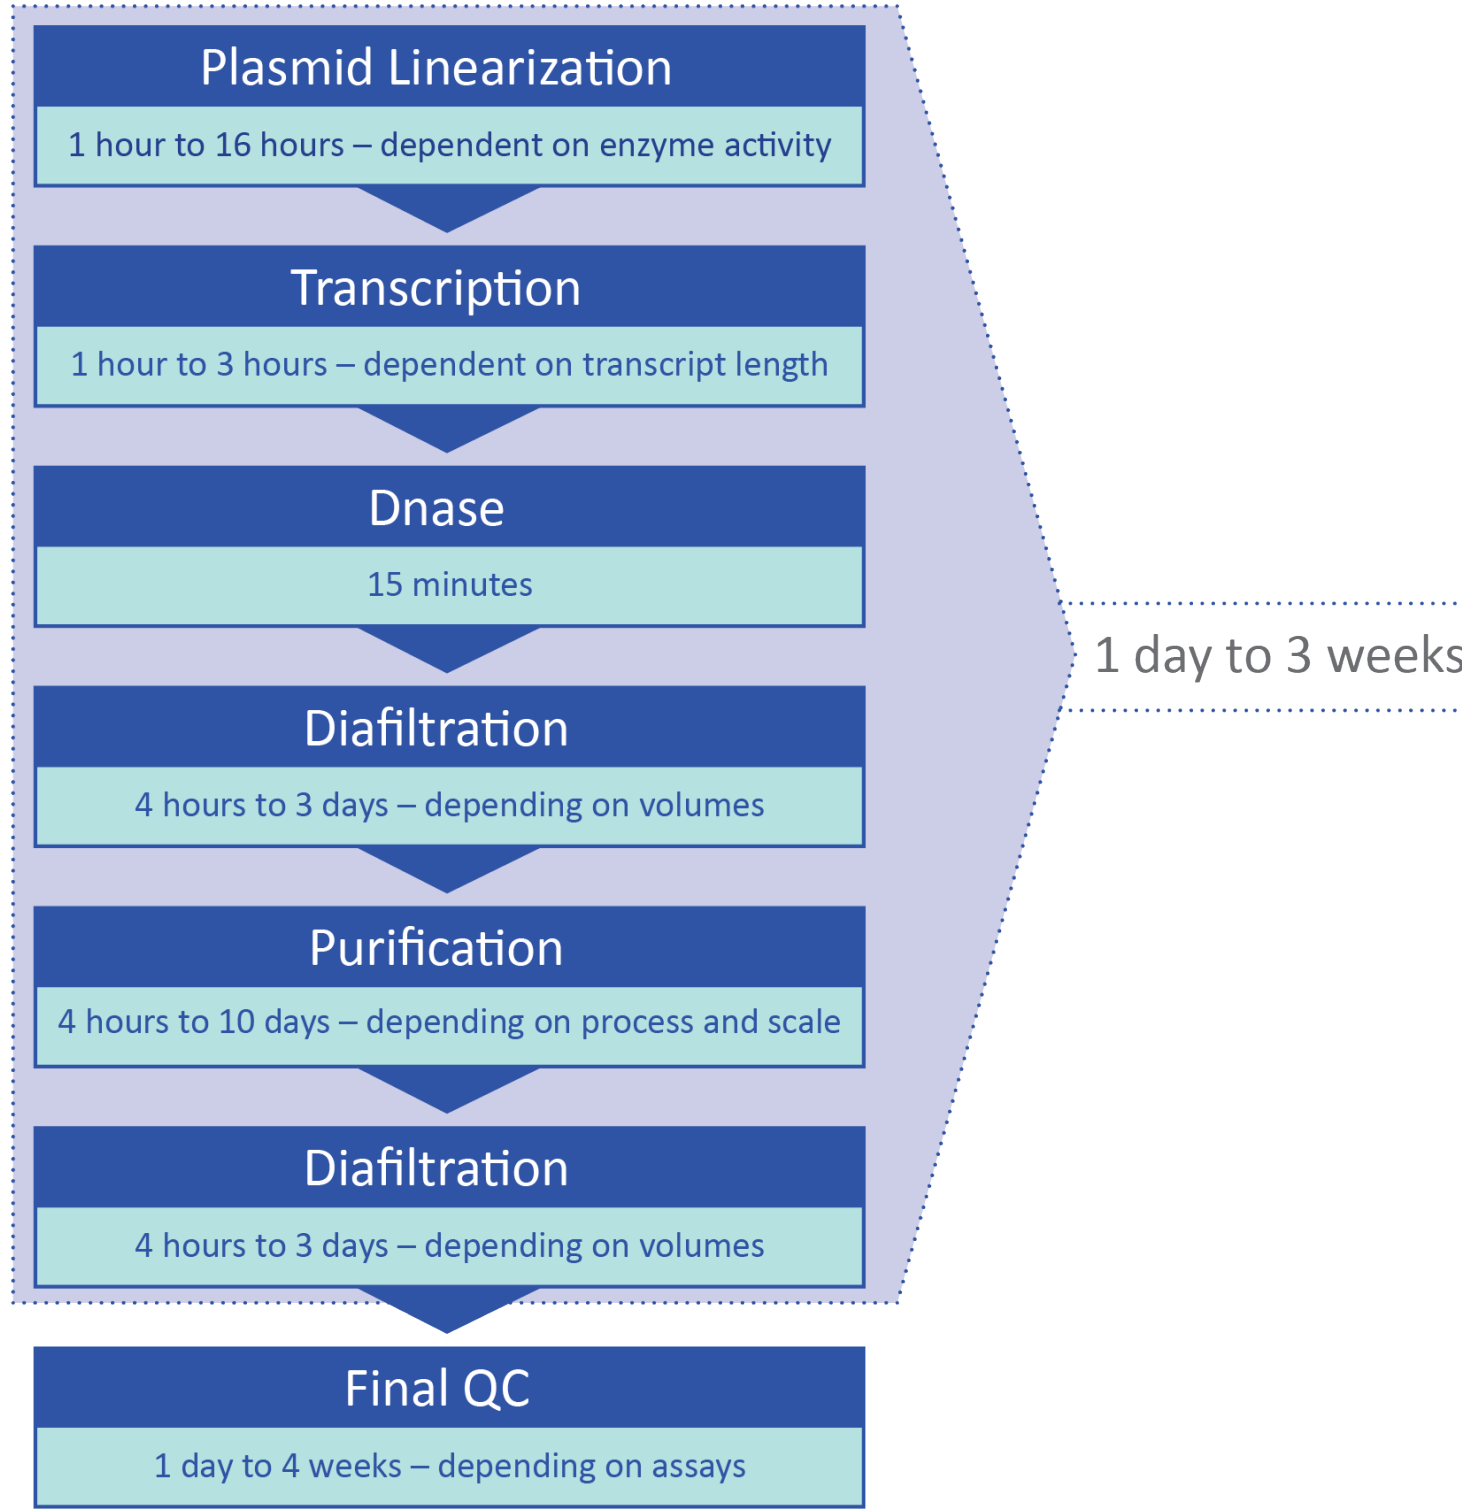 Plasmid Linearization
1 hour to 16 hours – dependent on enzyme activity
Transcription
1 hour to 3 hours – dependent on transcript length
Dnase
15 minutes
Diafiltration
4 hours to 3 days – depending on volumes
1 day to 3 weeks
Purification
4 hours to 10 days – depending on process and scale
Diafiltration
4 hours to 3 days – depending on volumes
Final QC
1 day to 4 weeks – depending on assays